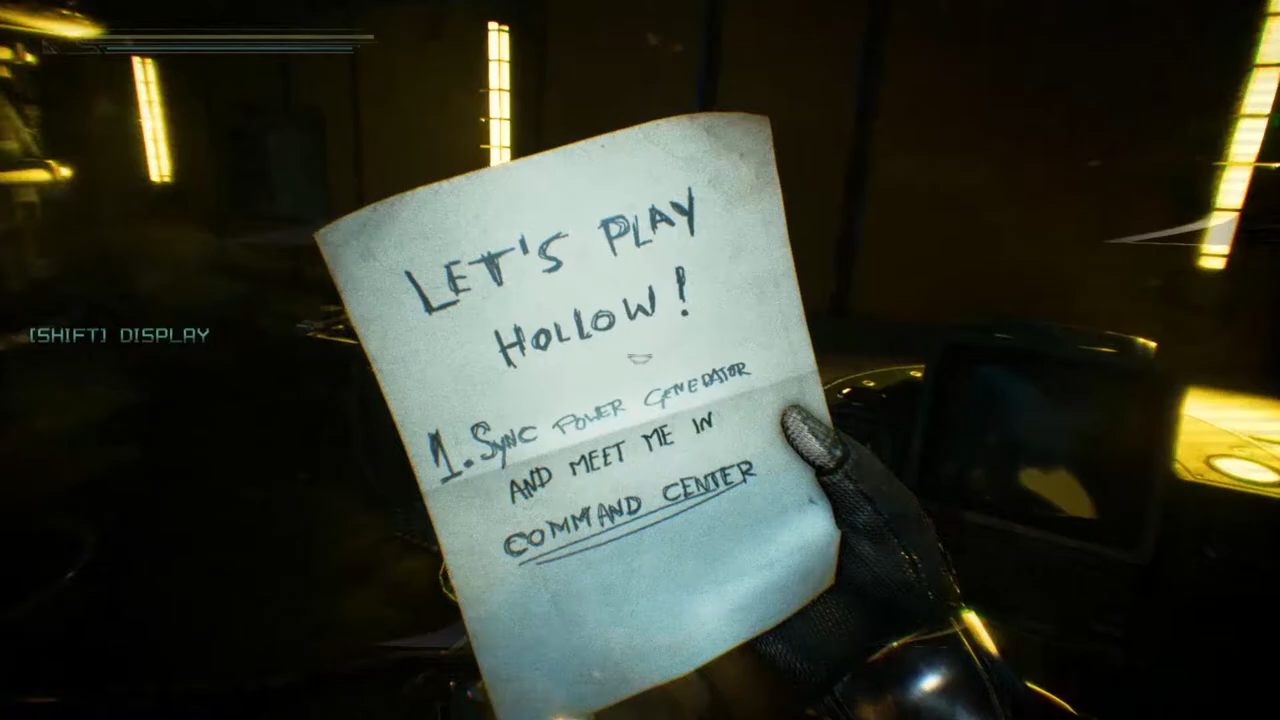 [SHIFT] DISPLAY
LET'S PLAY
HOLLOW!
1. SYNC POWER GENERATOR
AND MEET ME IN
COMMAND CENTER